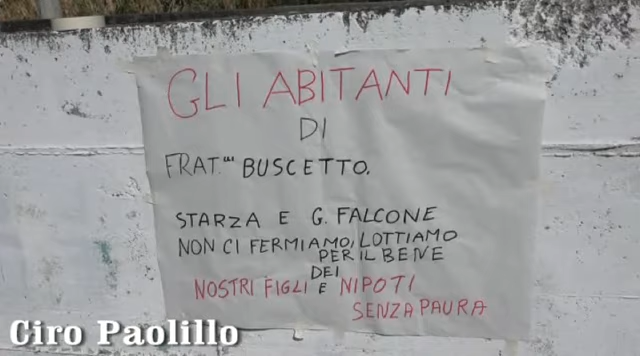 GLI ABITANTI
DI
FRAT.lli BUSCETTO.
STARZA E G. FALCONE
NON CI FERMIAMO, LOTTIAMO
PER IL BENE
DEI
NOSTRI FIGLI E NIPOTI
SENZA PAURA
Ciro Paolillo